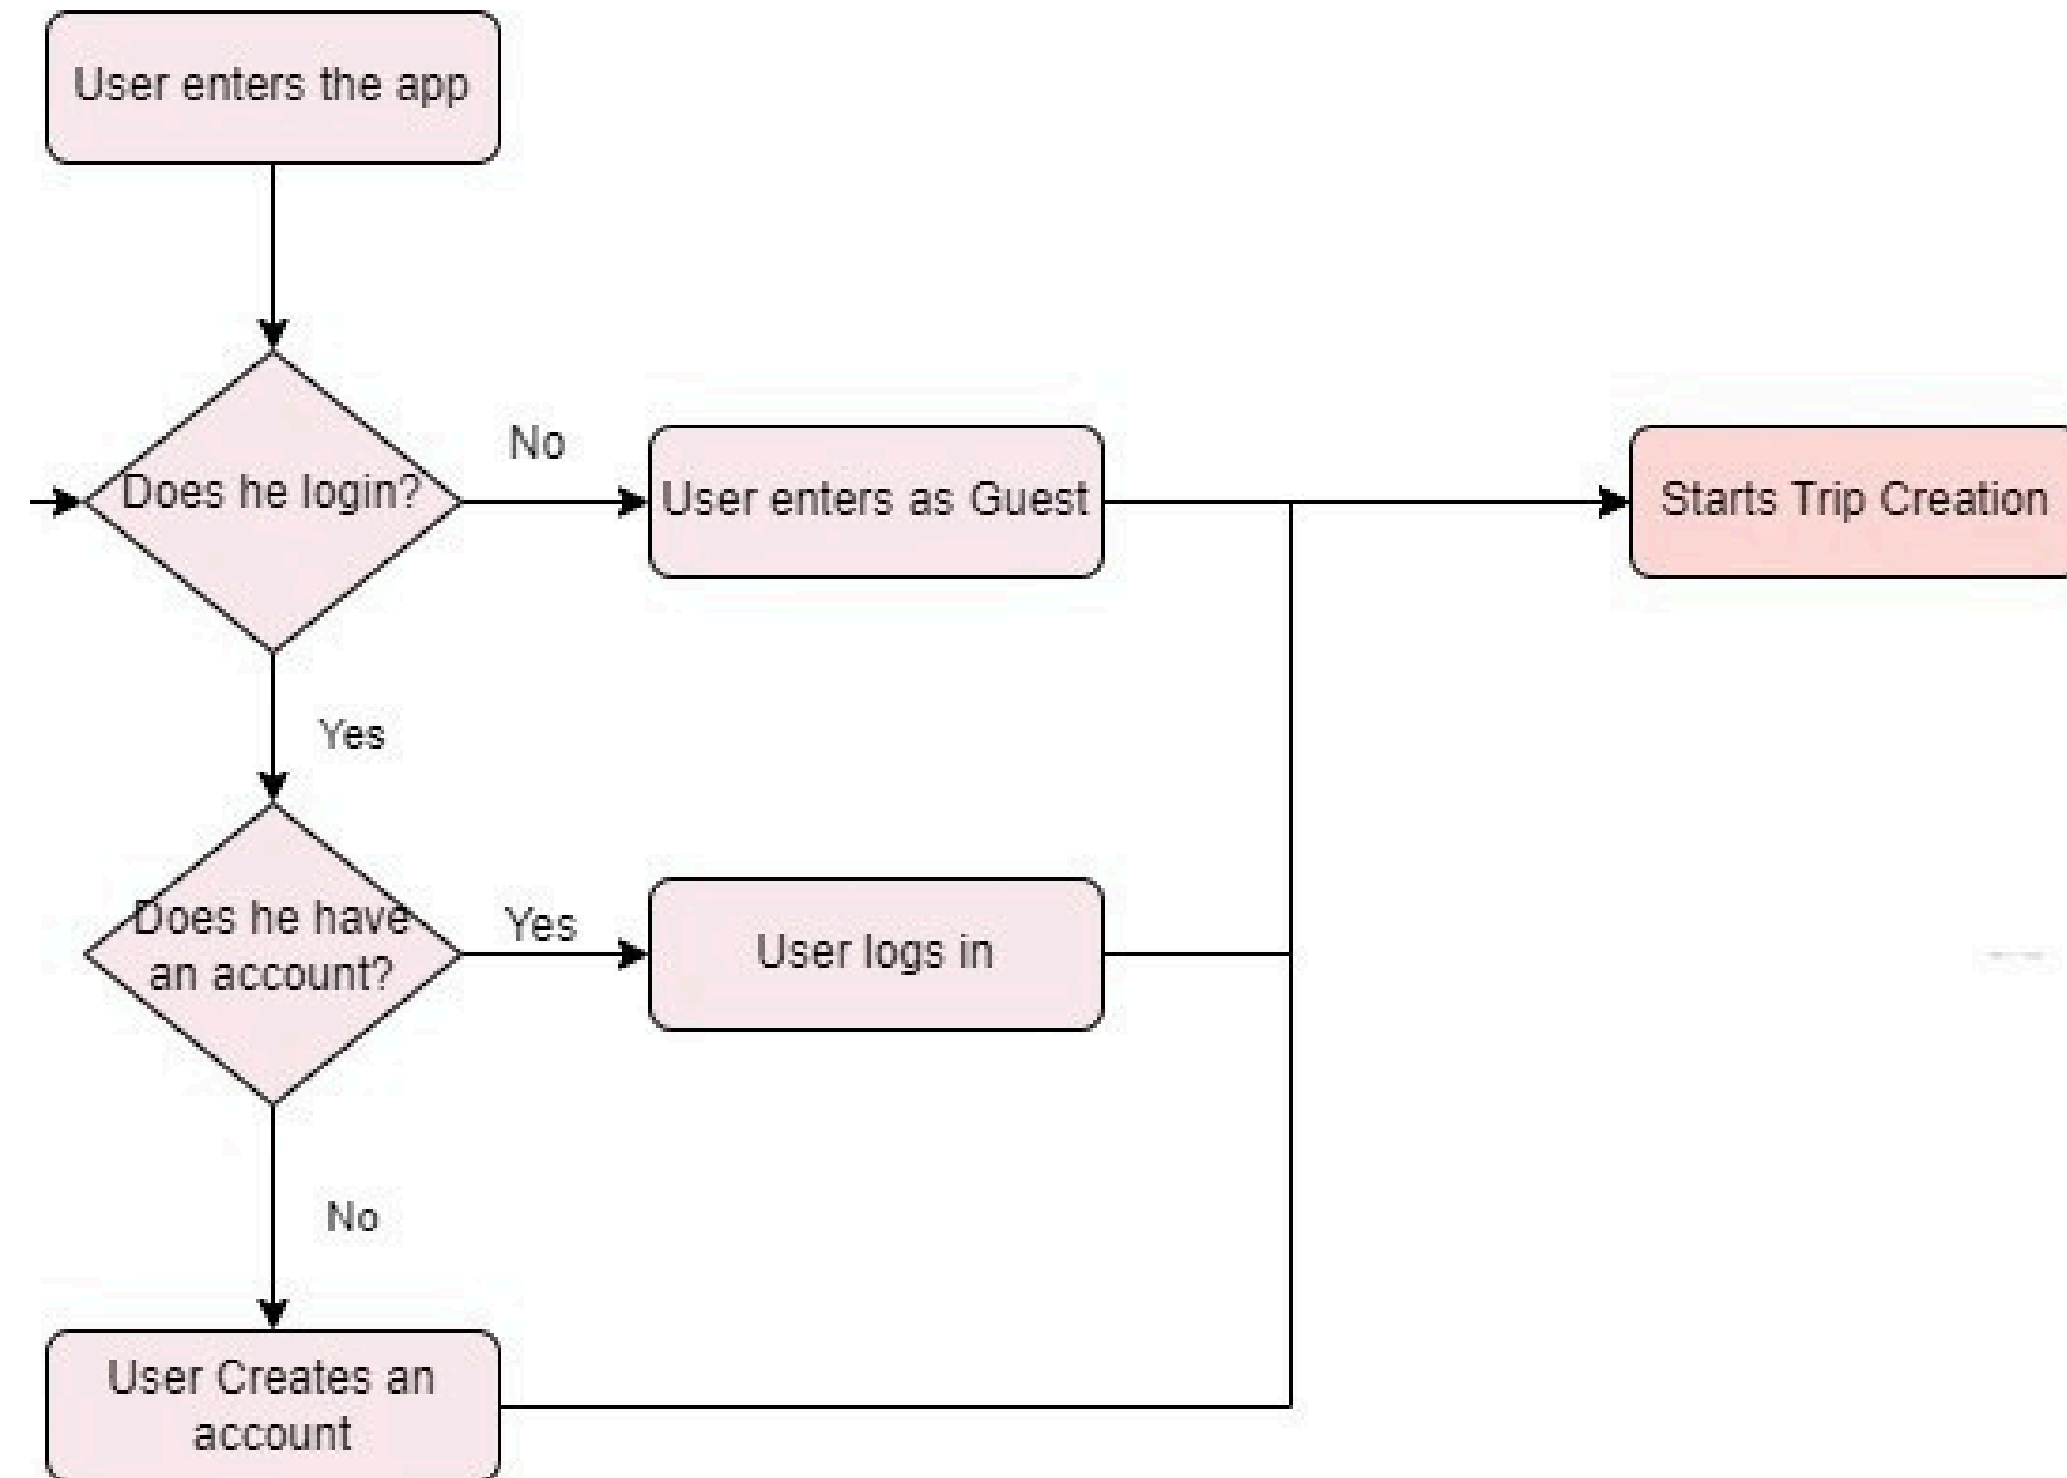 User enters the app
Does he login?
No
User enters as Guest
Starts Trip Creation
Yes
Does he have
an account?
Yes
User logs in
No
User Creates an
account